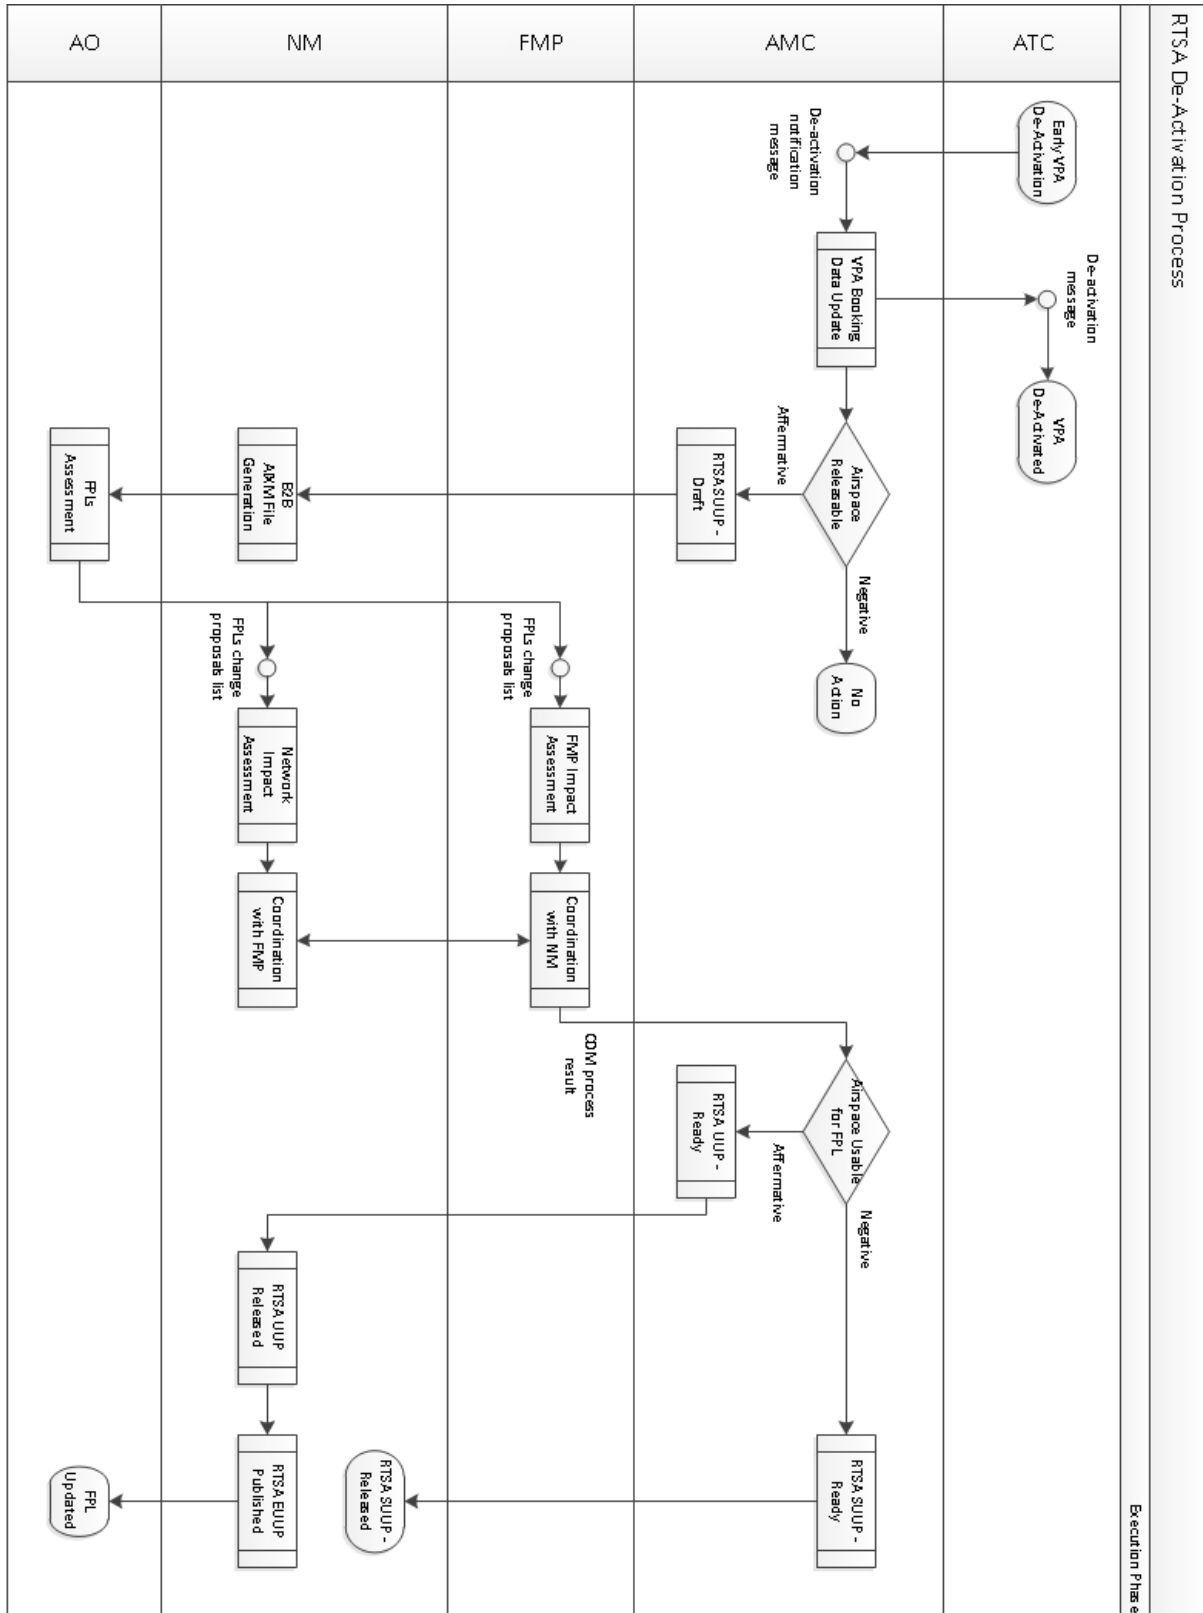 RTSA De-Activation Process
Execution Phase
ATC
AMC
FMP
NM
AO
Early VPA
De-Activation
De-activation
message
VPA
De-Activated
De-activation
notification
message
VPA Booking
Data Update
Airspace
Releasable
Affermative
Negative
No
Action
RTSA SUUP -
Draft
B2B
AIXM File
Generation
FPLs
Assessment
FPLs change
proposals list
FPLs change
proposals list
FMP Impact
Assessment
Network
Impact
Assessment
Coordination
with NM
Coordination
with FMP
CDM process
result
Airspace Usable
for FPL
Affermative
Negative
RTSA UUP -
Ready
RTSA UUP
Released
RTSA SUUP -
Ready
RTSA SUUP -
Released
RTSA EUUP
Published
FPL
Updated